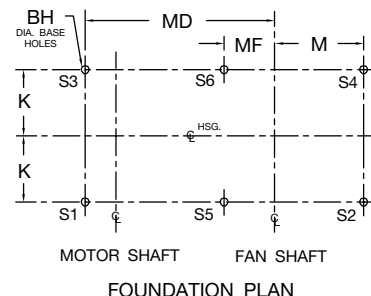 BH
DIA. BASE
HOLES
MD
MF
M
S3
S6
S4
K
℄ HSG.
K
S1
℄
S5
℄
S2
MOTOR SHAFT
FAN SHAFT
FOUNDATION PLAN